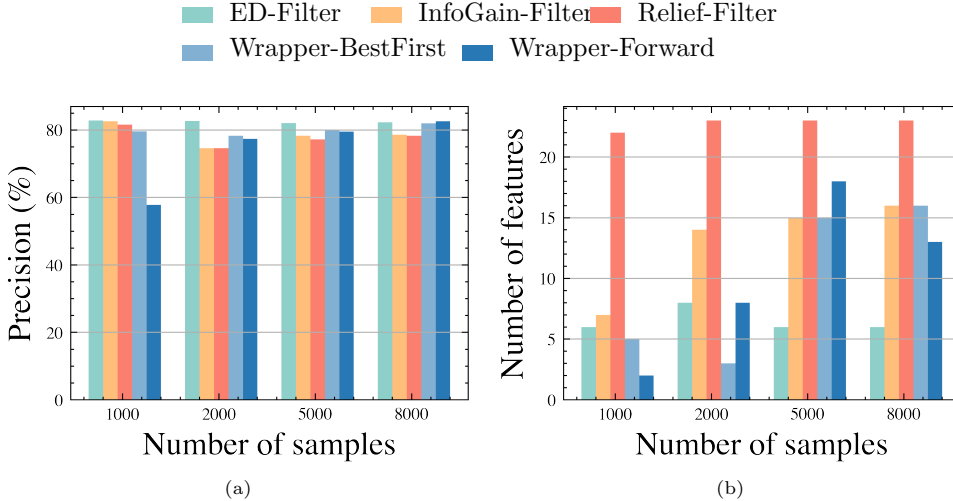 ED-Filter InfoGain-Filter Relief-Filter
Wrapper-BestFirst Wrapper-Forward
Precision (%)
80
60
40
20
0
1000 2000 5000 8000
Number of samples
(a)
Number of features
20
15
10
5
0
1000 2000 5000 8000
Number of samples
(b)